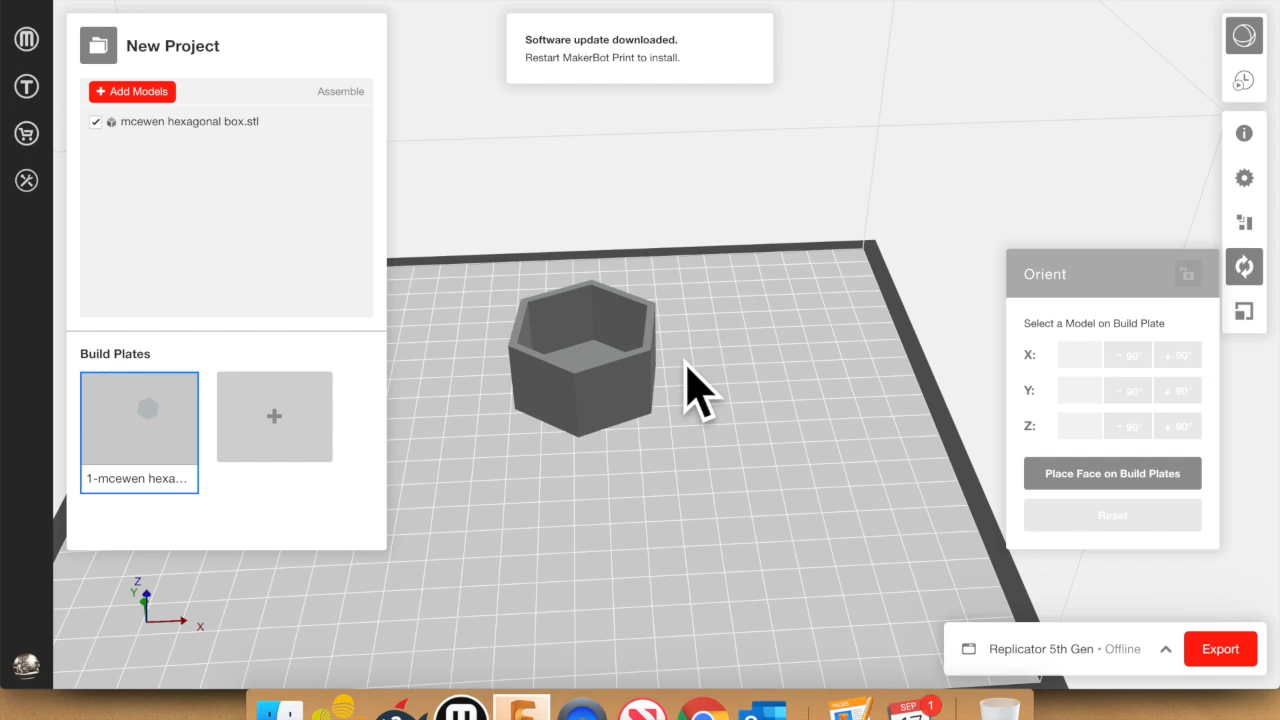 New Project
+ Add Models
Assemble
mcewen hexagonal box.stl
Build Plates
1-mcewen hexa...
Software update downloaded.
Restart MakerBot Print to install.
Orient
Select a Model on Build Plate
X: - 90° + 90°
Y: - 90° + 90°
Z: - 90° + 90°
Place Face on Build Plates
Reset
Z
Y
X
Replicator 5th Gen • Offline
Export
PAGES
SEP
1
17